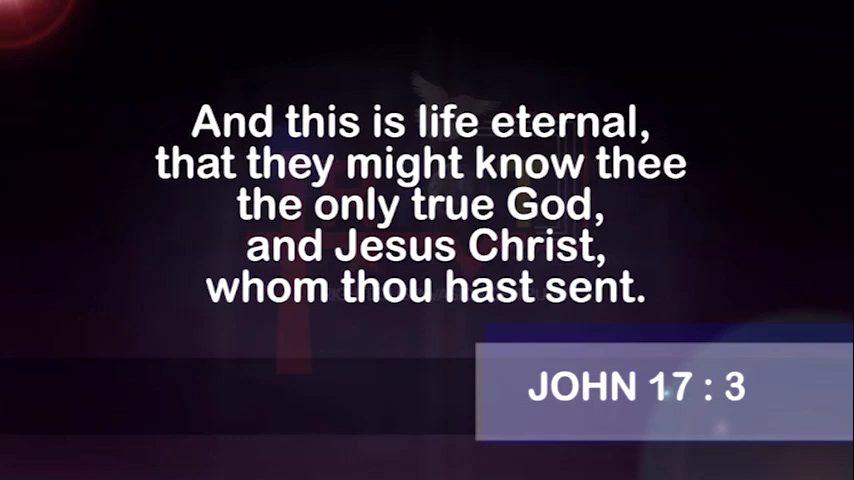 And this is life eternal,
that they might know thee
the only true God,
and Jesus Christ,
whom thou hast sent.
JOHN 17 : 3